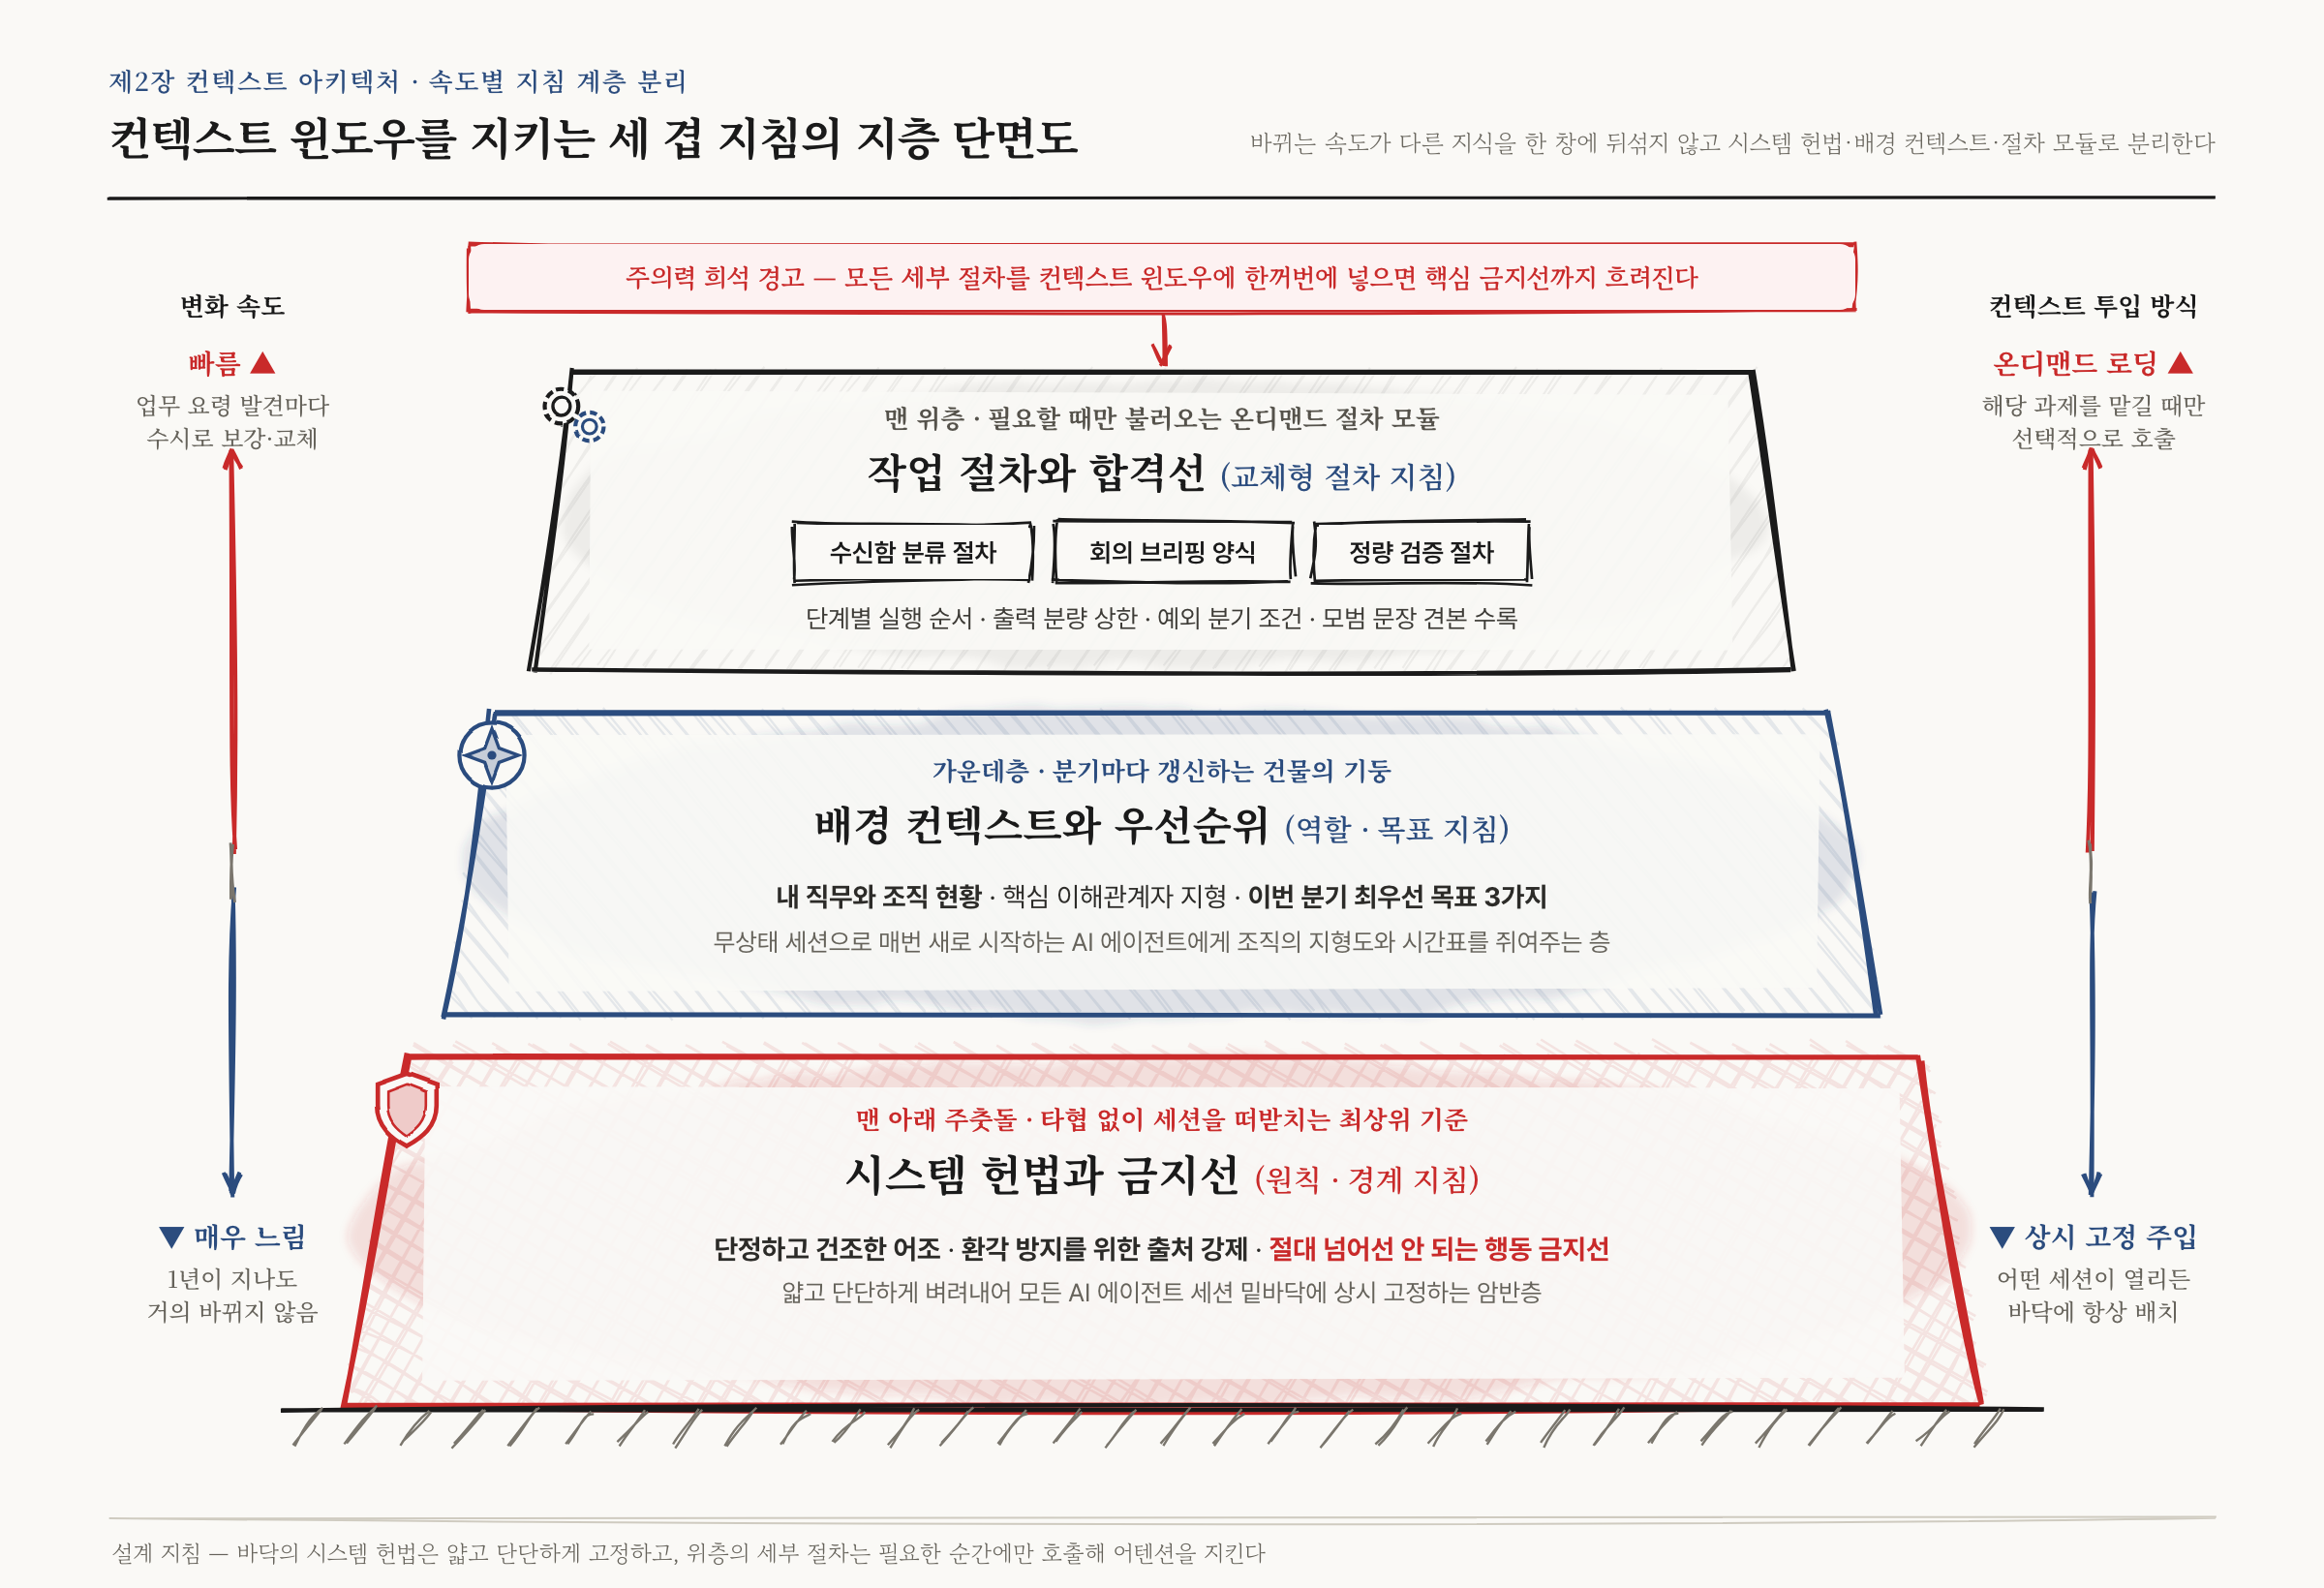 제2장 컨텍스트 아키텍처 · 속도별 지침 계층 분리
컨텍스트 윈도우를 지키는 세 겹 지침의 지층 단면도
바뀌는 속도가 다른 지식을 한 창에 뒤섞지 않고 시스템 헌법·배경 컨텍스트·절차 모듈로 분리한다
주의력 희석 경고 — 모든 세부 절차를 컨텍스트 윈도우에 한꺼번에 넣으면 핵심 금지선까지 흐려진다
변화 속도
빠름 ▲
업무 요령 발견마다
수시로 보강·교체
컨텍스트 투입 방식
온디맨드 로딩 ▲
해당 과제를 맡길 때만
선택적으로 호출
맨 위층 · 필요할 때만 불러오는 온디맨드 절차 모듈
작업 절차와 합격선 (교체형 절차 지침)
수신함 분류 절차
회의 브리핑 양식
정량 검증 절차
단계별 실행 순서 · 출력 분량 상한 · 예외 분기 조건 · 모범 문장 견본 수록
가운데층 · 분기마다 갱신하는 건물의 기둥
배경 컨텍스트와 우선순위 (역할 · 목표 지침)
내 직무와 조직 현황 · 핵심 이해관계자 지형 · 이번 분기 최우선 목표 3가지
무상태 세션으로 매번 새로 시작하는 AI 에이전트에게 조직의 지형도와 시간표를 쥐여주는 층
맨 아래 주춧돌 · 타협 없이 세션을 떠받치는 최상위 기준
시스템 헌법과 금지선 (원칙 · 경계 지침)
단정하고 건조한 어조 · 환각 방지를 위한 출처 강제 · 절대 넘어선 안 되는 행동 금지선
얇고 단단하게 벼려내어 모든 AI 에이전트 세션 밑바닥에 상시 고정하는 암반층
▼ 매우 느림
1년이 지나도
거의 바뀌지 않음
▼ 상시 고정 주입
어떤 세션이 열리든
바닥에 항상 배치
설계 지침 — 바닥의 시스템 헌법은 얇고 단단하게 고정하고, 위층의 세부 절차는 필요한 순간에만 호출해 어텐션을 지킨다